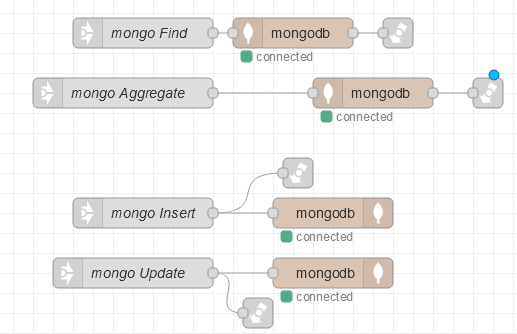 mongo Find
mongodb
connected
mongo Aggregate
mongodb
connected
mongo Insert
mongodb
connected
mongo Update
mongodb
connected